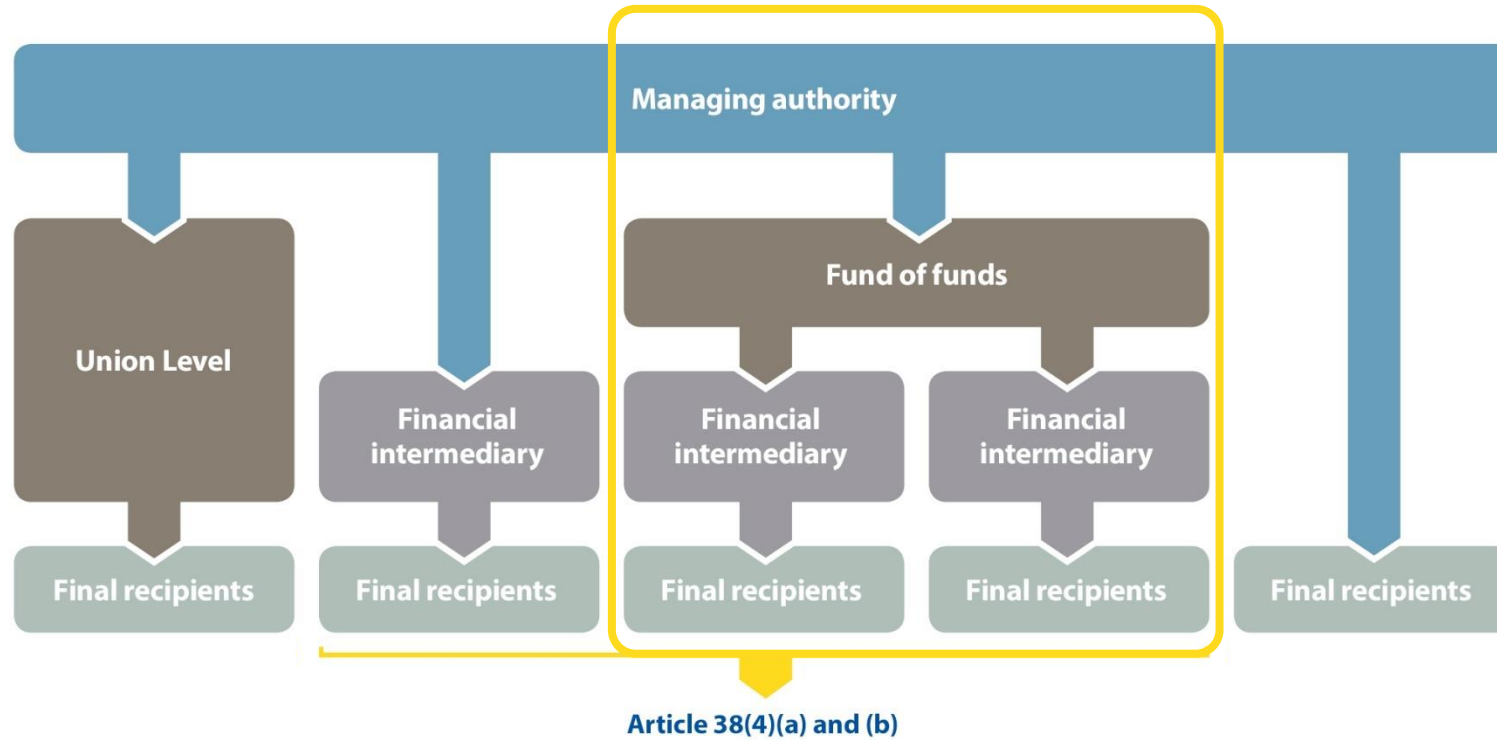 Managing authority
Fund of funds
Union Level
Financial
intermediary
Financial
intermediary
Financial
intermediary
Final recipients
Final recipients
Final recipients
Final recipients
Final recipients
Article 38(4)(a) and (b)